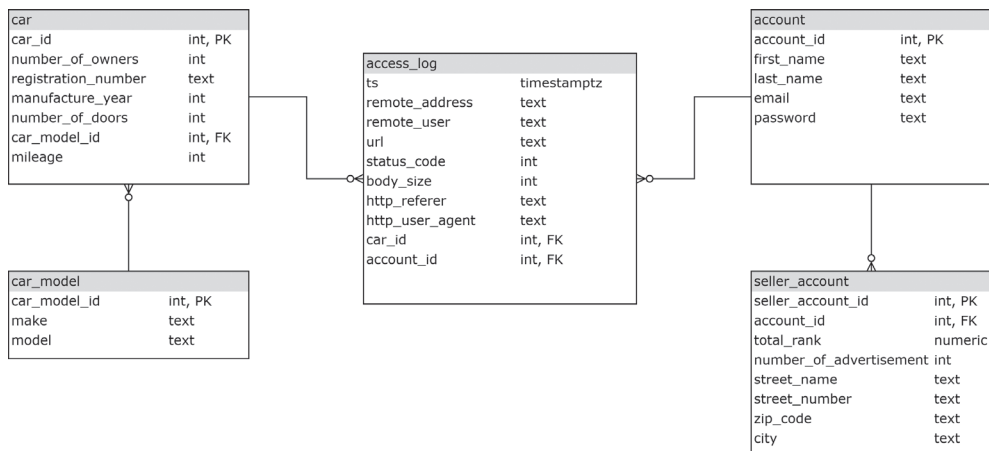 car
car_id int, PK
number_of_owners int
registration_number text
manufacture_year int
number_of_doors int
car_model_id int, FK
mileage int
car_model
car_model_id int, PK
make text
model text
access_log
ts timestamptz
remote_address text
remote_user text
url text
status_code int
body_size int
http_referer text
http_user_agent text
car_id int, FK
account_id int, FK
account
account_id int, PK
first_name text
last_name text
email text
password text
seller_account
seller_account_id int, PK
account_id int, FK
total_rank numeric
number_of_advertisement int
street_name text
street_number text
zip_code text
city text